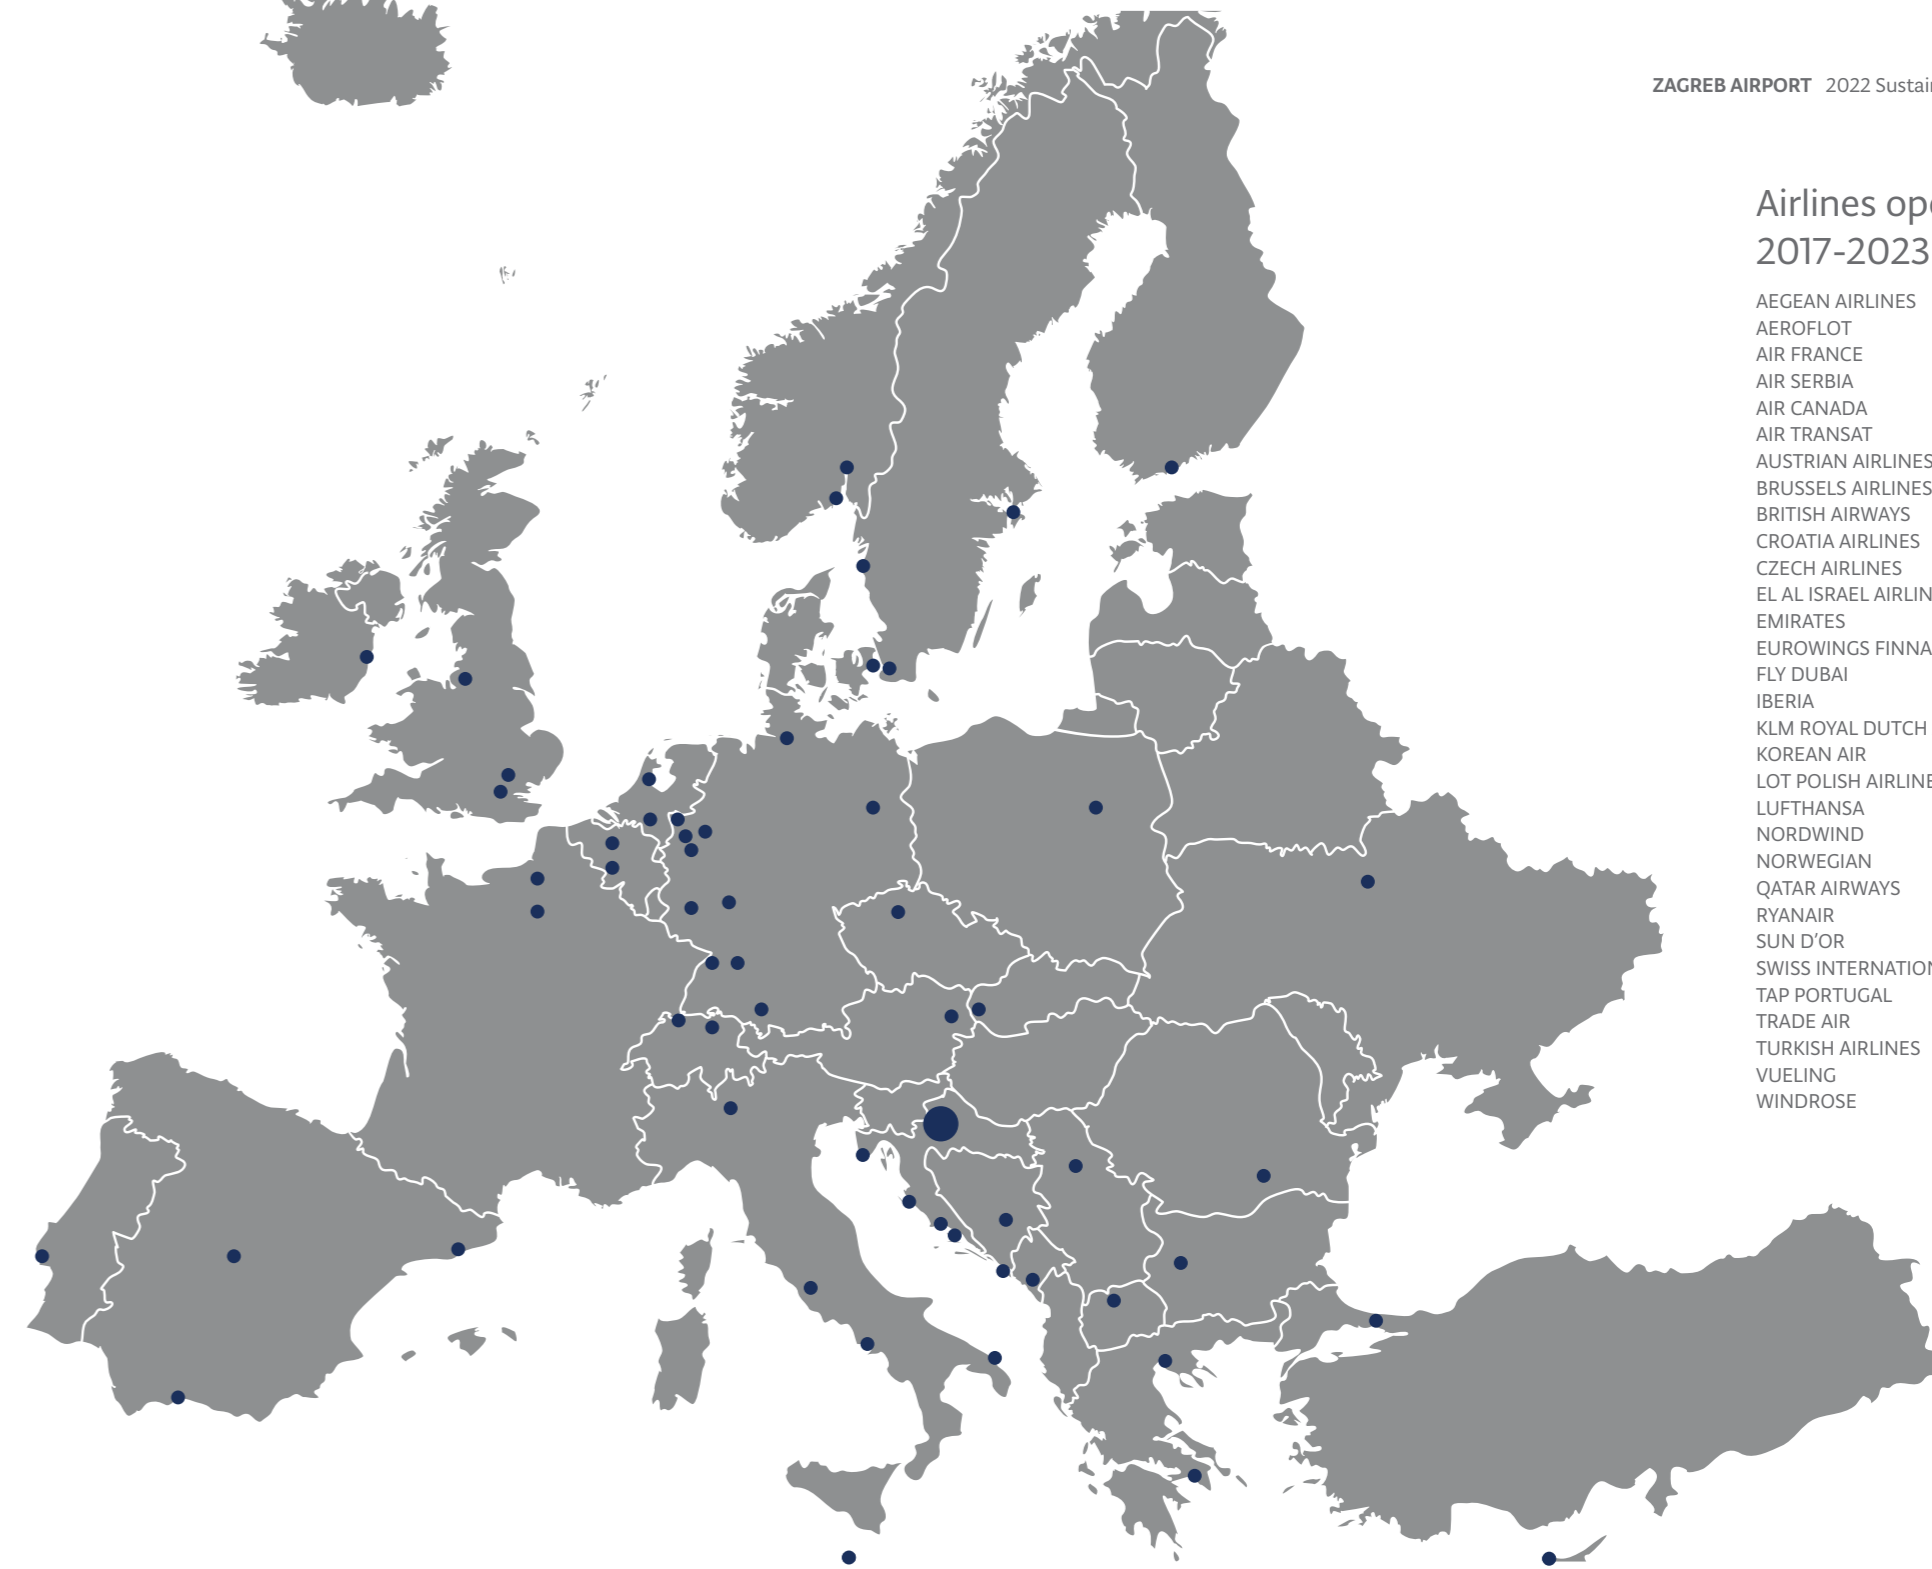 ZAGREB AIRPORT 2022 Sustain
Airlines ope
2017-2023
AEGEAN AIRLINES
AEROFLOT
AIR FRANCE
AIR SERBIA
AIR CANADA
AIR TRANSAT
AUSTRIAN AIRLINES
BRUSSELS AIRLINES
BRITISH AIRWAYS
CROATIA AIRLINES
CZECH AIRLINES
EL AL ISRAEL AIRLIN
EMIRATES
EUROWINGS FINNA
FLY DUBAI
IBERIA
KLM ROYAL DUTCH
KOREAN AIR
LOT POLISH AIRLINE
LUFTHANSA
NORDWIND
NORWEGIAN
QATAR AIRWAYS
RYANAIR
SUN D’OR
SWISS INTERNATION
TAP PORTUGAL
TRADE AIR
TURKISH AIRLINES
VUELING
WINDROSE